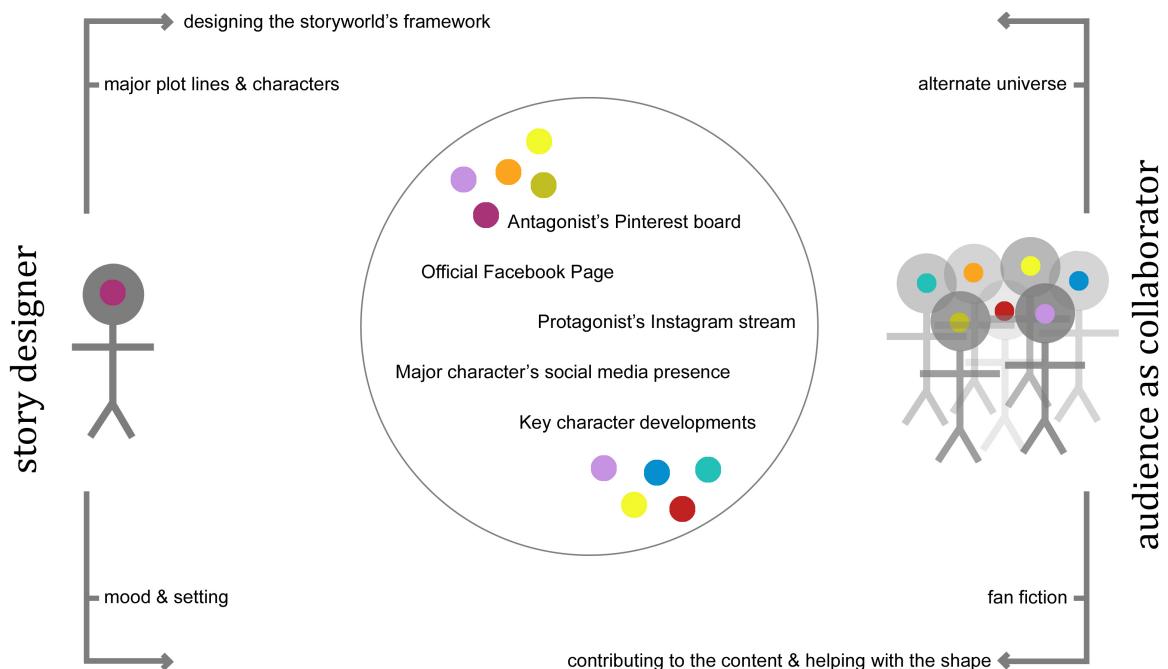 designing the storyworld’s framework
major plot lines & characters
alternate universe
story designer
Antagonist’s Pinterest board
Official Facebook Page
Protagonist’s Instagram stream
Major character’s social media presence
Key character developments
audience as collaborator
mood & setting
fan fiction
contributing to the content & helping with the shape